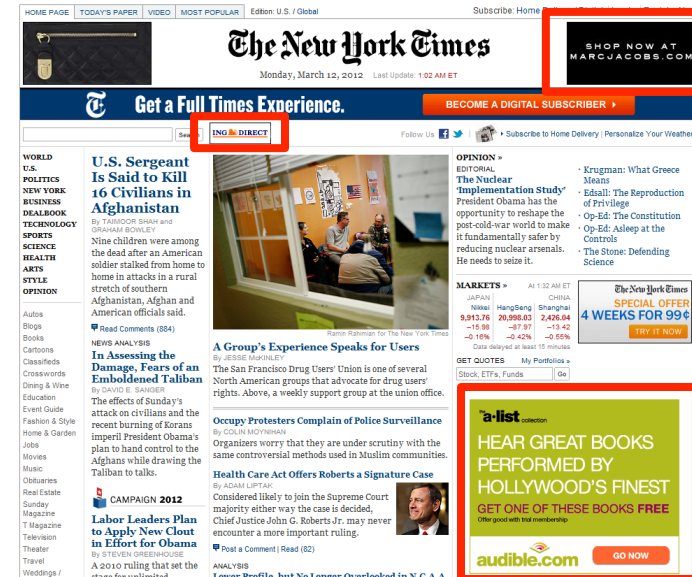 HOME PAGE TODAY'S PAPER VIDEO MOST POPULAR Edition: U.S. / Global
Subscribe: Home
SHOP NOW AT
MARCJACOBS.COM
The New York Times
Monday, March 12, 2012 Last Update: 1:02 AM ET
Get a Full Times Experience.
BECOME A DIGITAL SUBSCRIBER
ING DIRECT
Follow Us
Subscribe to Home Delivery | Personalize Your Weather
WORLD
U.S.
POLITICS
NEW YORK
BUSINESS
DEALBOOK
TECHNOLOGY
SPORTS
SCIENCE
HEALTH
ARTS
STYLE
OPINION
Autos
Blogs
Books
Cartoons
Classifieds
Crosswords
Dining & Wine
Education
Event Guide
Fashion & Style
Home & Garden
Jobs
Movies
Music
Obituaries
Real Estate
Sunday
Magazine
T Magazine
Television
Theater
Travel
Weddings /
U.S. Sergeant
Is Said to Kill
16 Civilians in
Afghanistan
By TAIMOOR SHAH and
GRAHAM BOWLEY
Nine children were among
the dead after an American
soldier stalked from home to
home in attacks in a rural
stretch of southern
Afghanistan, Afghan and
American officials said.
Read Comments (884)
NEWS ANALYSIS
In Assessing the
Damage, Fears of an
Emboldened Taliban
By DAVID E. SANGER
The effects of Sunday's
attack on civilians and the
recent burning of Korans
imperil President Obama's
plan to hand control to the
Afghans while drawing the
Taliban to talks.
CAMPAIGN 2012
Labor Leaders Plan
to Apply New Clout
in Effort for Obama
By STEVEN GREENHOUSE
A 2010 ruling that set the
stage for unlimited
Ramin Rahimian for The New York Times
A Group's Experience Speaks for Users
By JESSE McKINLEY
The San Francisco Drug Users' Union is one of several
North American groups that advocate for drug users'
rights. Above, a weekly support group at the union office.
Occupy Protesters Complain of Police Surveillance
By COLIN MOYNIHAN
Organizers worry that they are under scrutiny with the
same controversial methods used in Muslim communities.
Health Care Act Offers Roberts a Signature Case
By ADAM LIPTAK
Considered likely to join the Supreme Court
majority either way the case is decided,
Chief Justice John G. Roberts Jr. may never
encounter a more important ruling.
Post a Comment | Read (82)
ANALYSIS
Lower Profile, but No Longer Overlooked in N.C.A.A.
OPINION »
EDITORIAL
The Nuclear
'Implementation Study'
President Obama has the
opportunity to reshape the
post-cold-war world to make
it fundamentally safer by
reducing nuclear arsenals.
He needs to seize it.
· Krugman: What Greece
Means
· Edsall: The Reproduction
of Privilege
· Op-Ed: The Constitution
· Op-Ed: Asleep at the
Controls
· The Stone: Defending
Science
MARKETS » At 1:32 AM ET
JAPAN CHINA
Nikkei HangSeng Shanghai
9,913.76 20,998.03 2,426.04
−15.98 −87.97 −13.42
−0.16% −0.42% −0.55%
Data delayed at least 15 minutes
GET QUOTES My Portfolios »
Stock, ETFs, Funds Go
The New York Times
SPECIAL OFFER
4 WEEKS FOR 99¢
TRY IT NOW
the a·list collection
HEAR GREAT BOOKS
PERFORMED BY
HOLLYWOOD'S FINEST
GET ONE OF THESE BOOKS FREE
Offer good with trial membership
audible.com
GO NOW